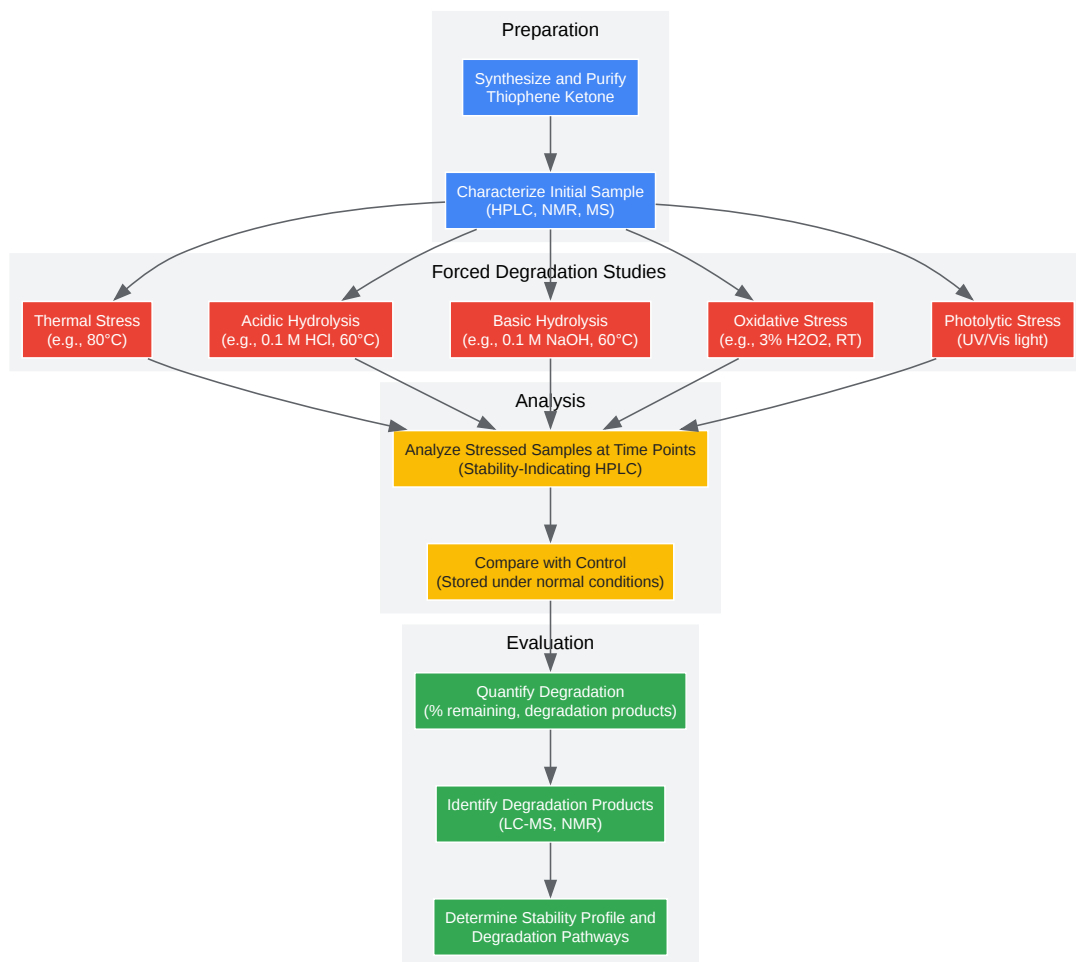 Preparation
Synthesize and Purify
Thiophene Ketone
Characterize Initial Sample
(HPLC, NMR, MS)
Forced Degradation Studies
Thermal Stress
(e.g., 80°C)
Acidic Hydrolysis
(e.g., 0.1 M HCl, 60°C)
Basic Hydrolysis
(e.g., 0.1 M NaOH, 60°C)
Oxidative Stress
(e.g., 3% H2O2, RT)
Photolytic Stress
(UV/Vis light)
Analysis
Analyze Stressed Samples at Time Points
(Stability-Indicating HPLC)
Compare with Control
(Stored under normal conditions)
Evaluation
Quantify Degradation
(% remaining, degradation products)
Identify Degradation Products
(LC-MS, NMR)
Determine Stability Profile and
Degradation Pathways